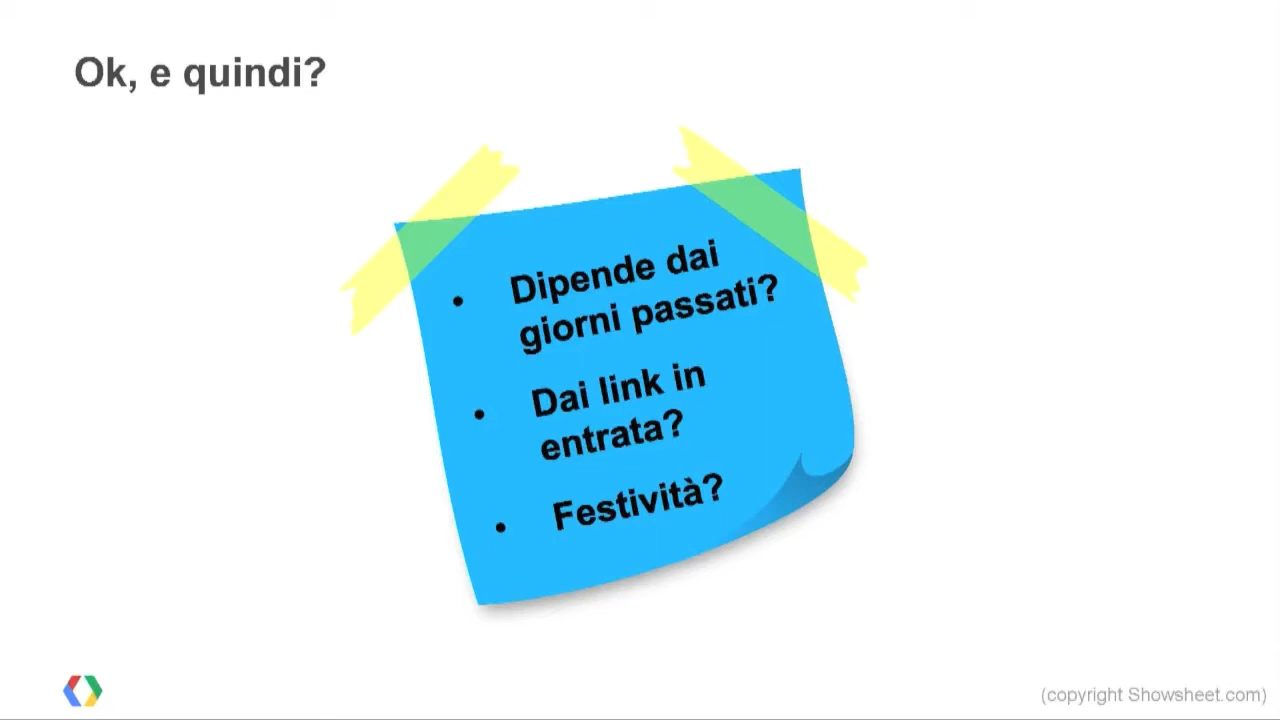 Ok, e quindi?
• Dipende dai
giorni passati?
• Dai link in
entrata?
• Festività?
(copyright Showsheet.com)